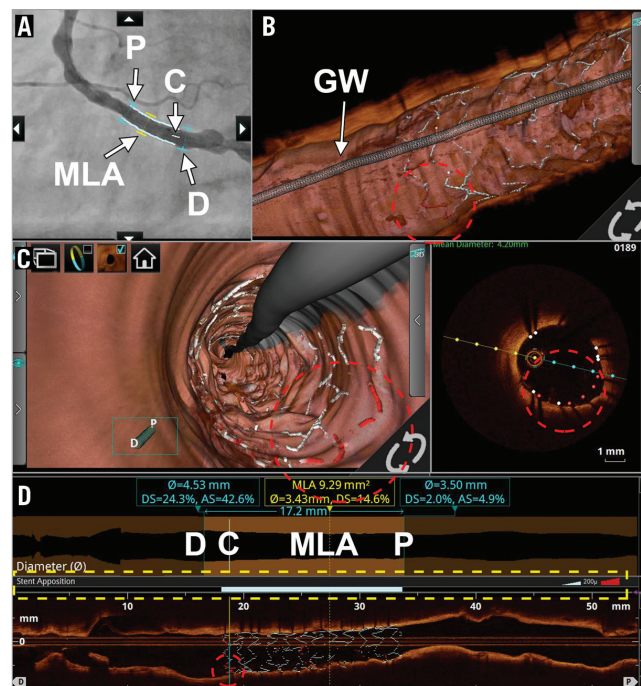 A
P
C
MLA
D
B
GW
C
3D
P
D
Mean Diameter: 4.20mm
0189
1 mm
D
Ø=4.53 mm
DS=24.3%, AS=42.6%
MLA 9.29 mm²
Ø=3.43mm, DS=14.6%
Ø=3.50 mm
DS=2.0%, AS=4.9%
17.2 mm
D C MLA P
Diameter (Ø)
Stent Apposition
200μ
10 20 30 40 50 mm
mm
0
D
P